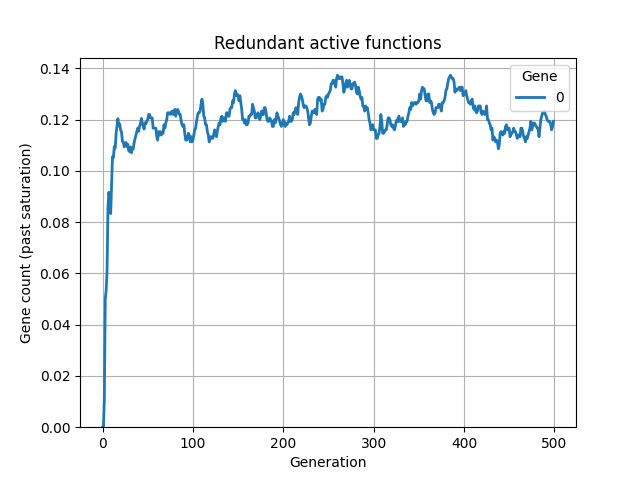 Redundant active functions
Gene
0
0.14
0.12
0.10
0.08
0.06
0.04
0.02
0.00
Gene count (past saturation)
0 100 200 300 400 500
Generation